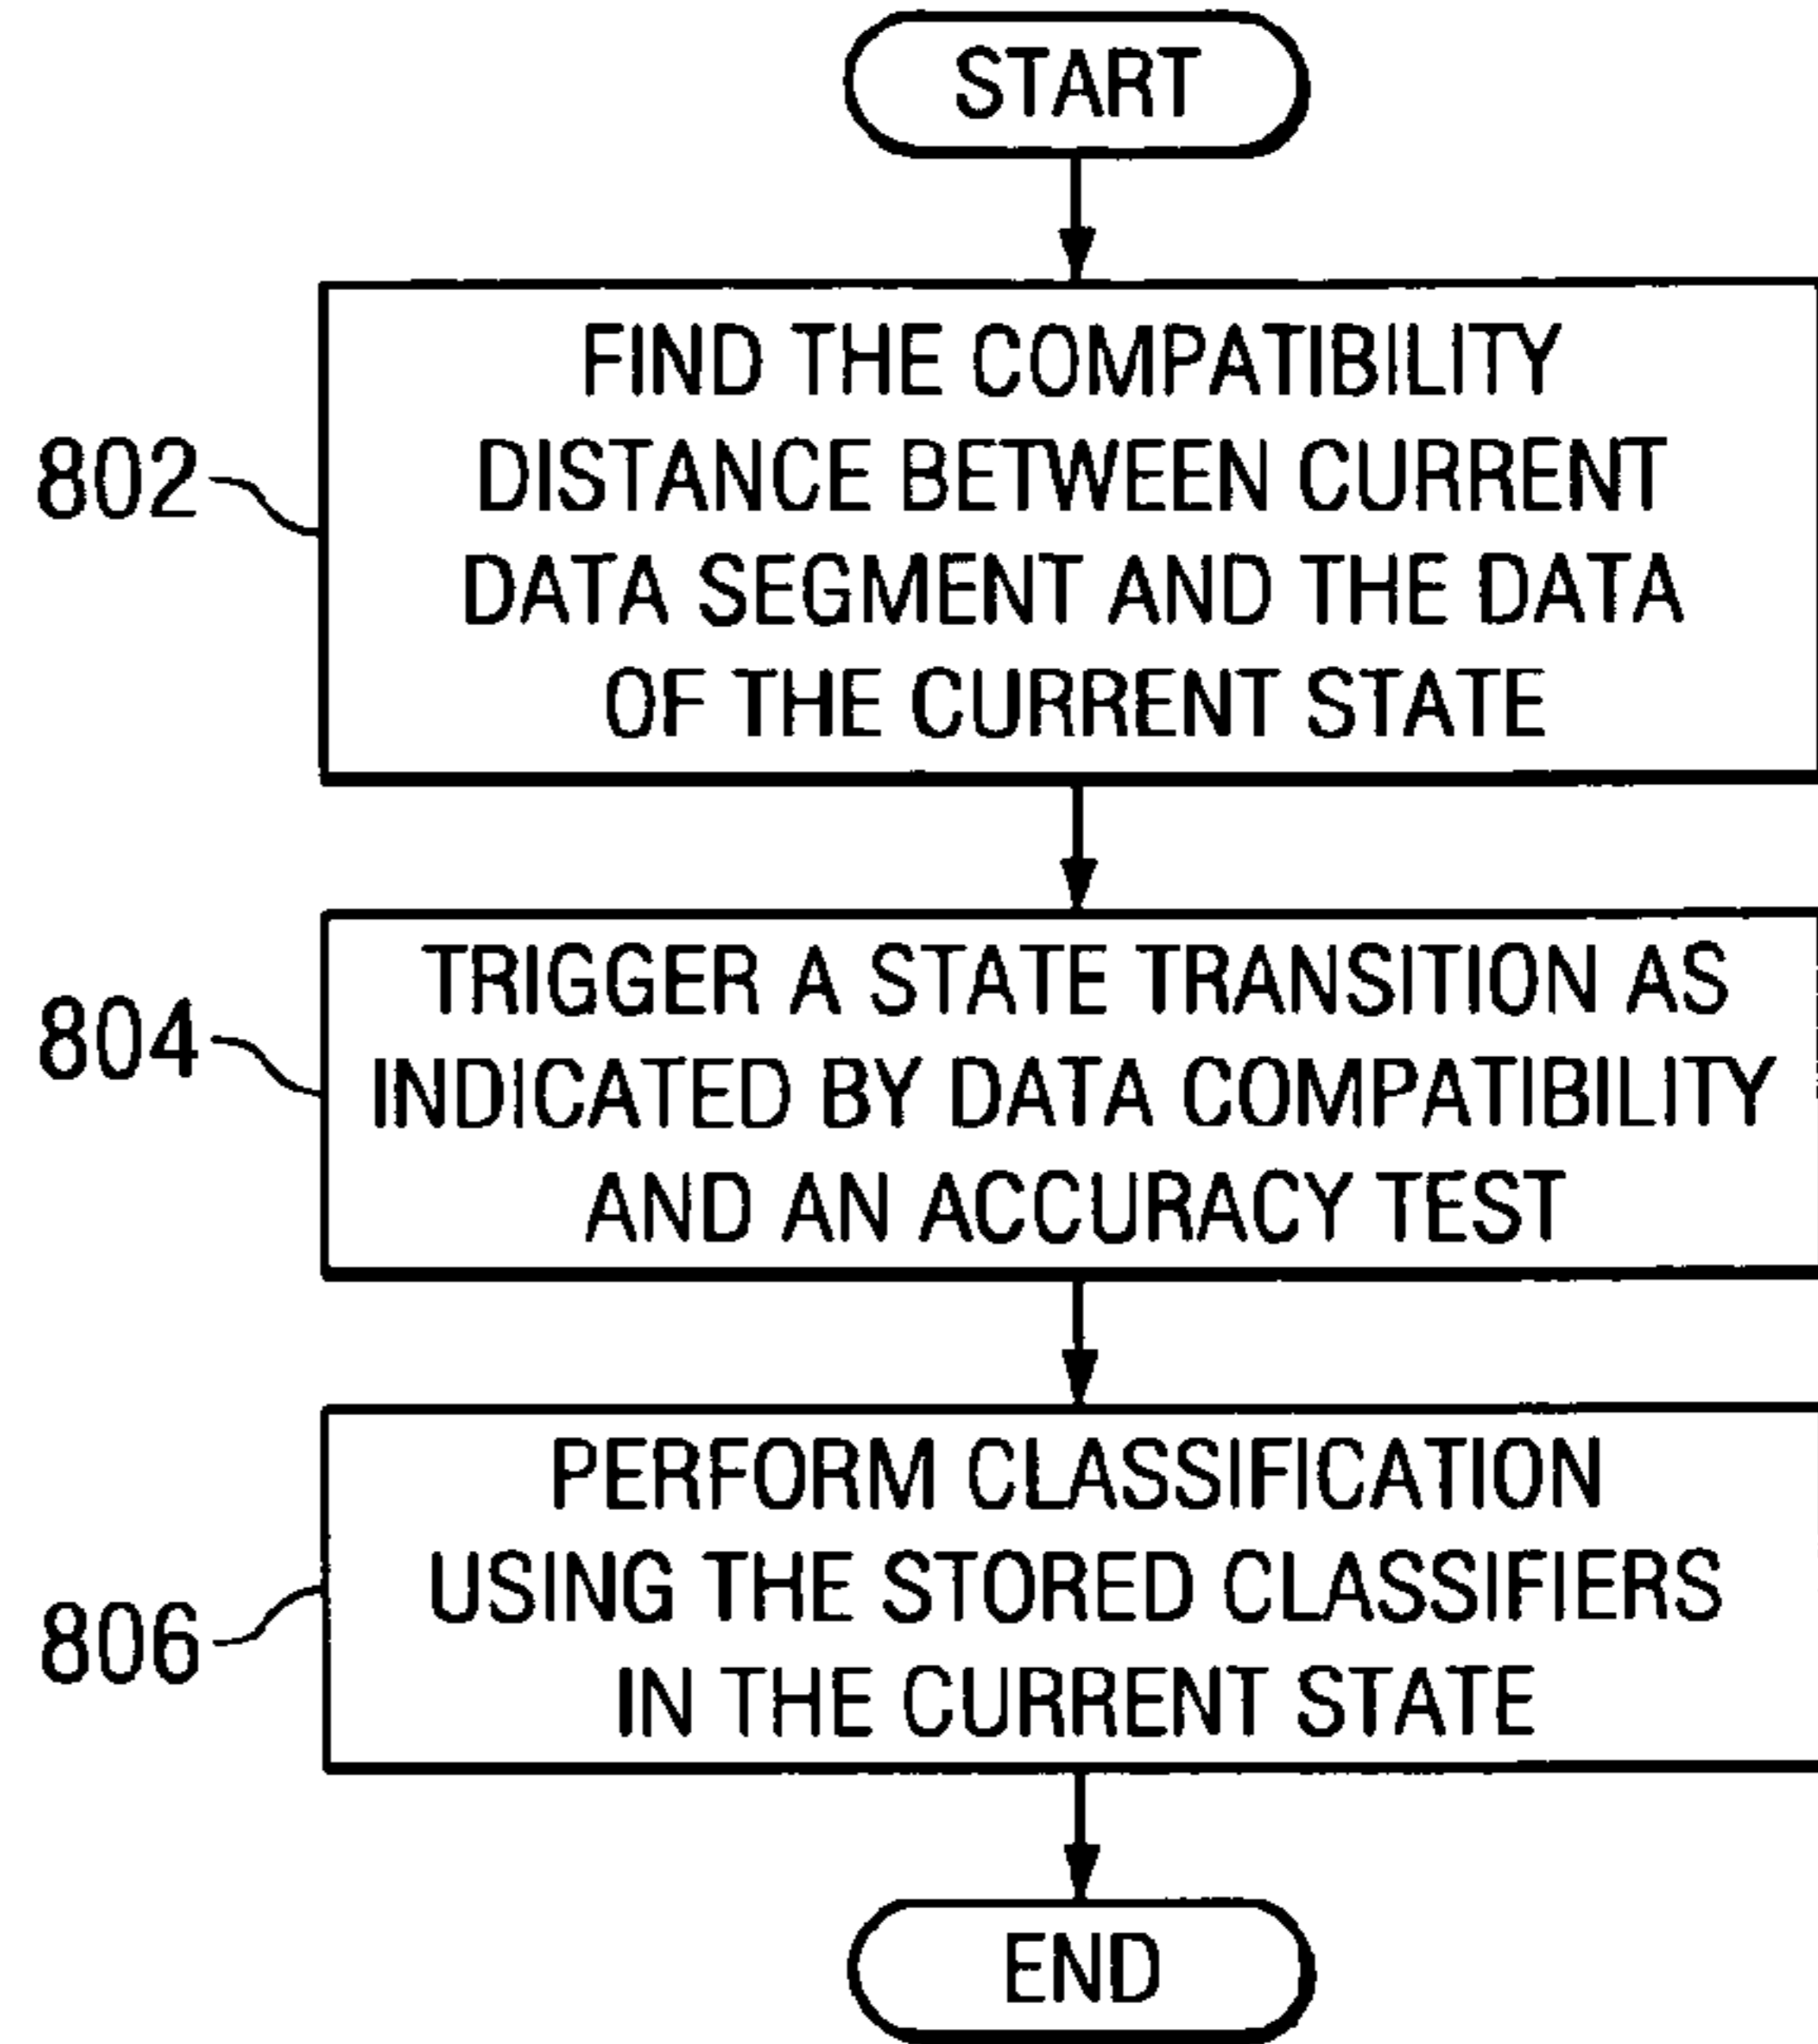 START
FIND THE COMPATIBILITY
DISTANCE BETWEEN CURRENT
DATA SEGMENT AND THE DATA
OF THE CURRENT STATE
802
TRIGGER A STATE TRANSITION AS
INDICATED BY DATA COMPATIBILITY
AND AN ACCURACY TEST
804
PERFORM CLASSIFICATION
USING THE STORED CLASSIFIERS
IN THE CURRENT STATE
806
END